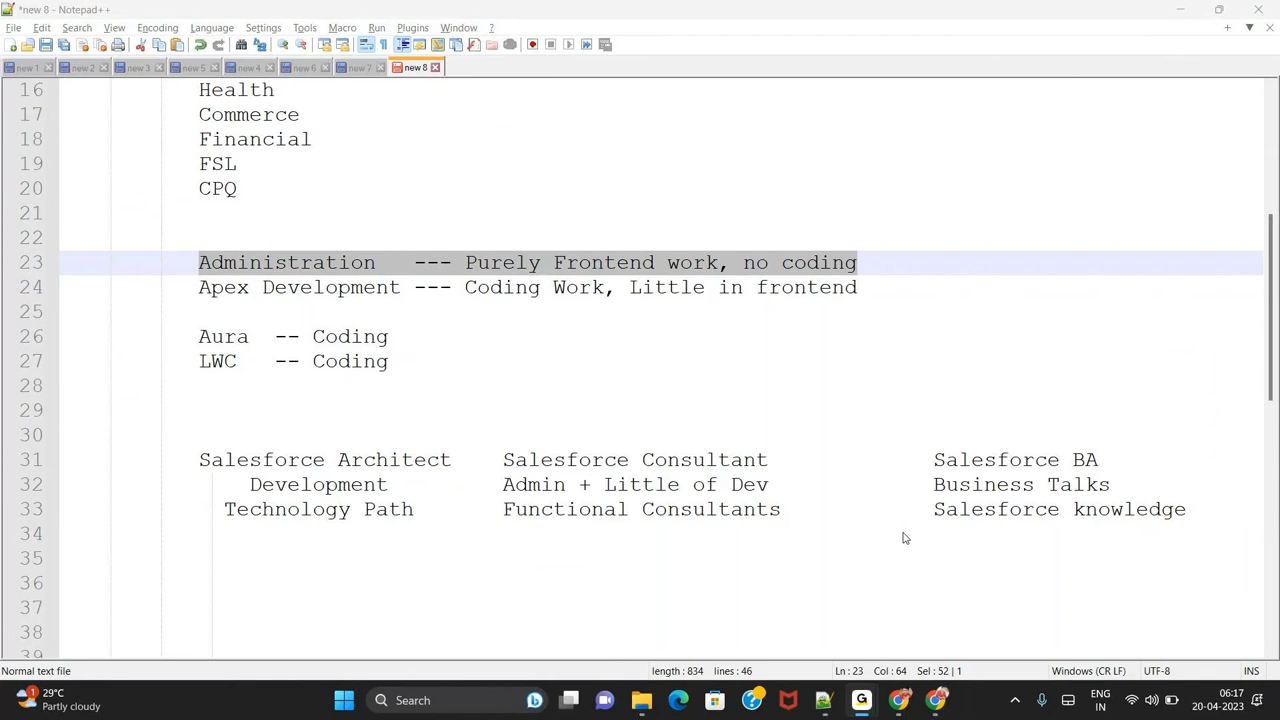 *new 8 - Notepad++
File Edit Search View Encoding Language Settings Tools Macro Run Plugins Window ?
new 1 new 2 new 3 new 5 new 4 new 6 new 7 new 8
16 Health
17 Commerce
18 Financial
19 FSL
20 CPQ
21
22
23 Administration --- Purely Frontend work, no coding
24 Apex Development --- Coding Work, Little in frontend
25
26 Aura -- Coding
27 LWC -- Coding
28
29
30
31 Salesforce Architect Salesforce Consultant Salesforce BA
32 Development Admin + Little of Dev Business Talks
33 Technology Path Functional Consultants Salesforce knowledge
34
35
36
37
38
39
Normal text file length : 834 lines : 46 Ln : 23 Col : 64 Sel : 52 | 1 Windows (CR LF) UTF-8 INS
1 29°C Partly cloudy Search ENG IN 06:17 20-04-2023